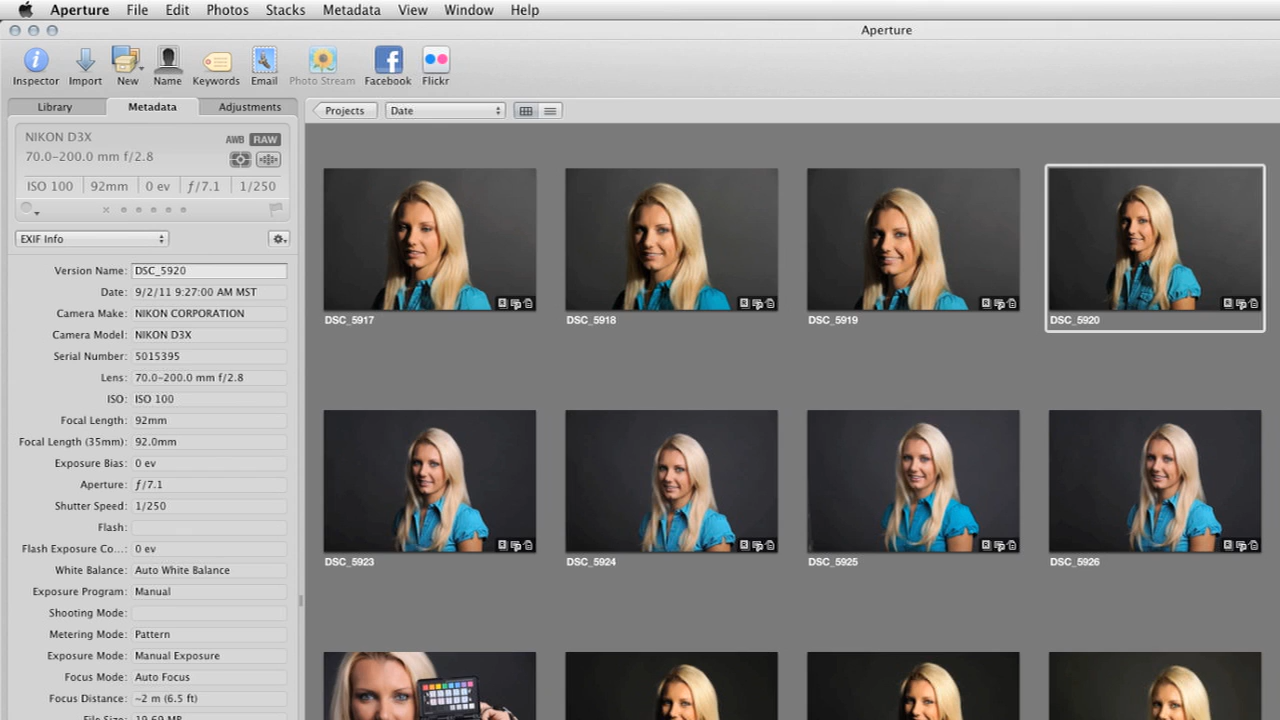 Aperture File Edit Photos Stacks Metadata View Window Help
Aperture
Inspector Import New Name Keywords Email Photo Stream Facebook Flickr
Library Metadata Adjustments
Projects Date
NIKON D3X AWB RAW
70.0–200.0 mm f/2.8
ISO 100 92mm 0 ev ƒ/7.1 1/250
EXIF Info
Version Name: DSC_5920
Date: 9/2/11 9:27:00 AM MST
Camera Make: NIKON CORPORATION
Camera Model: NIKON D3X
Serial Number: 5015395
Lens: 70.0–200.0 mm f/2.8
ISO: ISO 100
Focal Length: 92mm
Focal Length (35mm): 92.0mm
Exposure Bias: 0 ev
Aperture: ƒ/7.1
Shutter Speed: 1/250
Flash:
Flash Exposure Co...: 0 ev
White Balance: Auto White Balance
Exposure Program: Manual
Shooting Mode:
Metering Mode: Pattern
Exposure Mode: Manual Exposure
Focus Mode: Auto Focus
Focus Distance: ~2 m (6.5 ft)
File Size: 19.69 MB
DSC_5917 DSC_5918 DSC_5919 DSC_5920
DSC_5923 DSC_5924 DSC_5925 DSC_5926